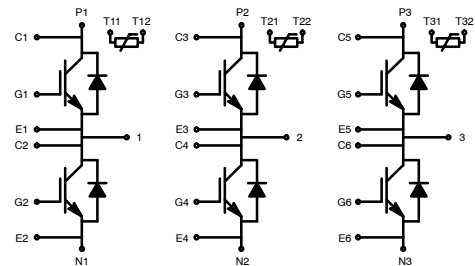 P1 T11 T12 P2 T21 T22 P3 T31 T32
C1 C3 C5
G1 G3 G5
E1 1 E3 2 E5 3
C2 C4 C6
G2 G4 G6
E2 E4 E6
N1 N2 N3